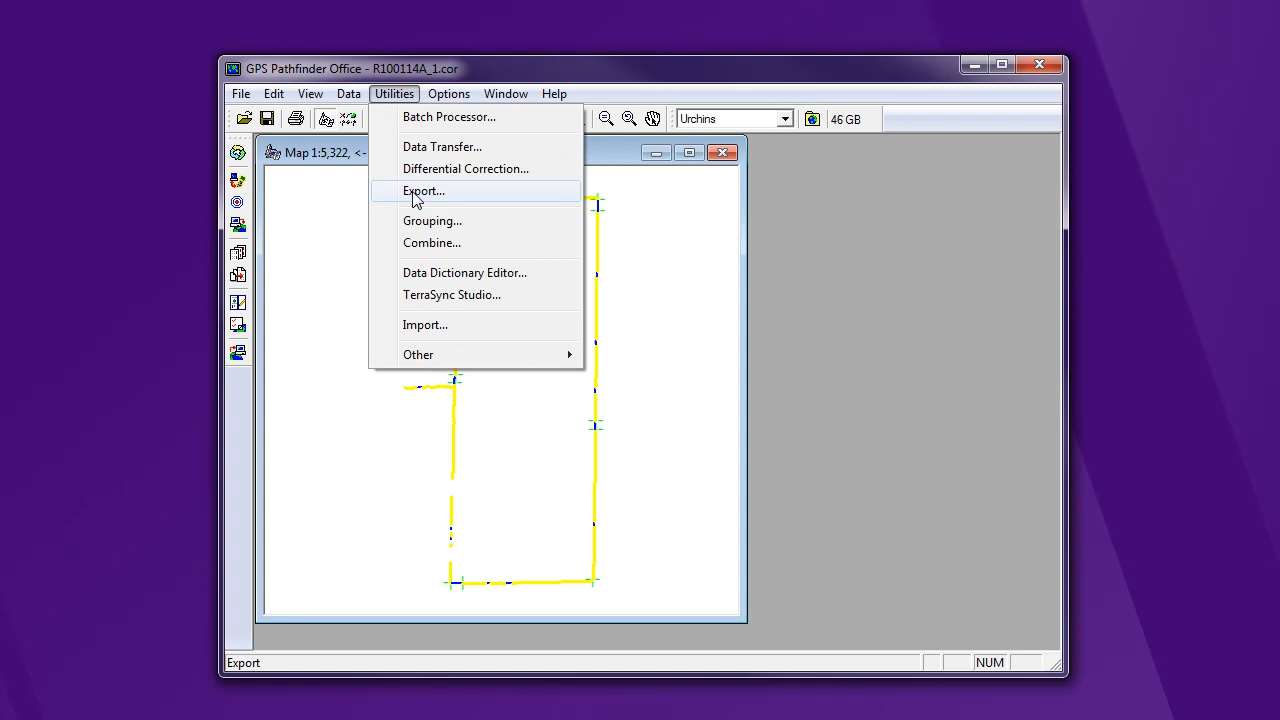 GPS Pathfinder Office - R100114A_1.cor
File Edit View Data Utilities Options Window Help
Urchins 46 GB
Batch Processor...
Data Transfer...
Differential Correction...
Export...
Grouping...
Combine...
Data Dictionary Editor...
TerraSync Studio...
Import...
Other
Map 1:5,322, <-
Export NUM